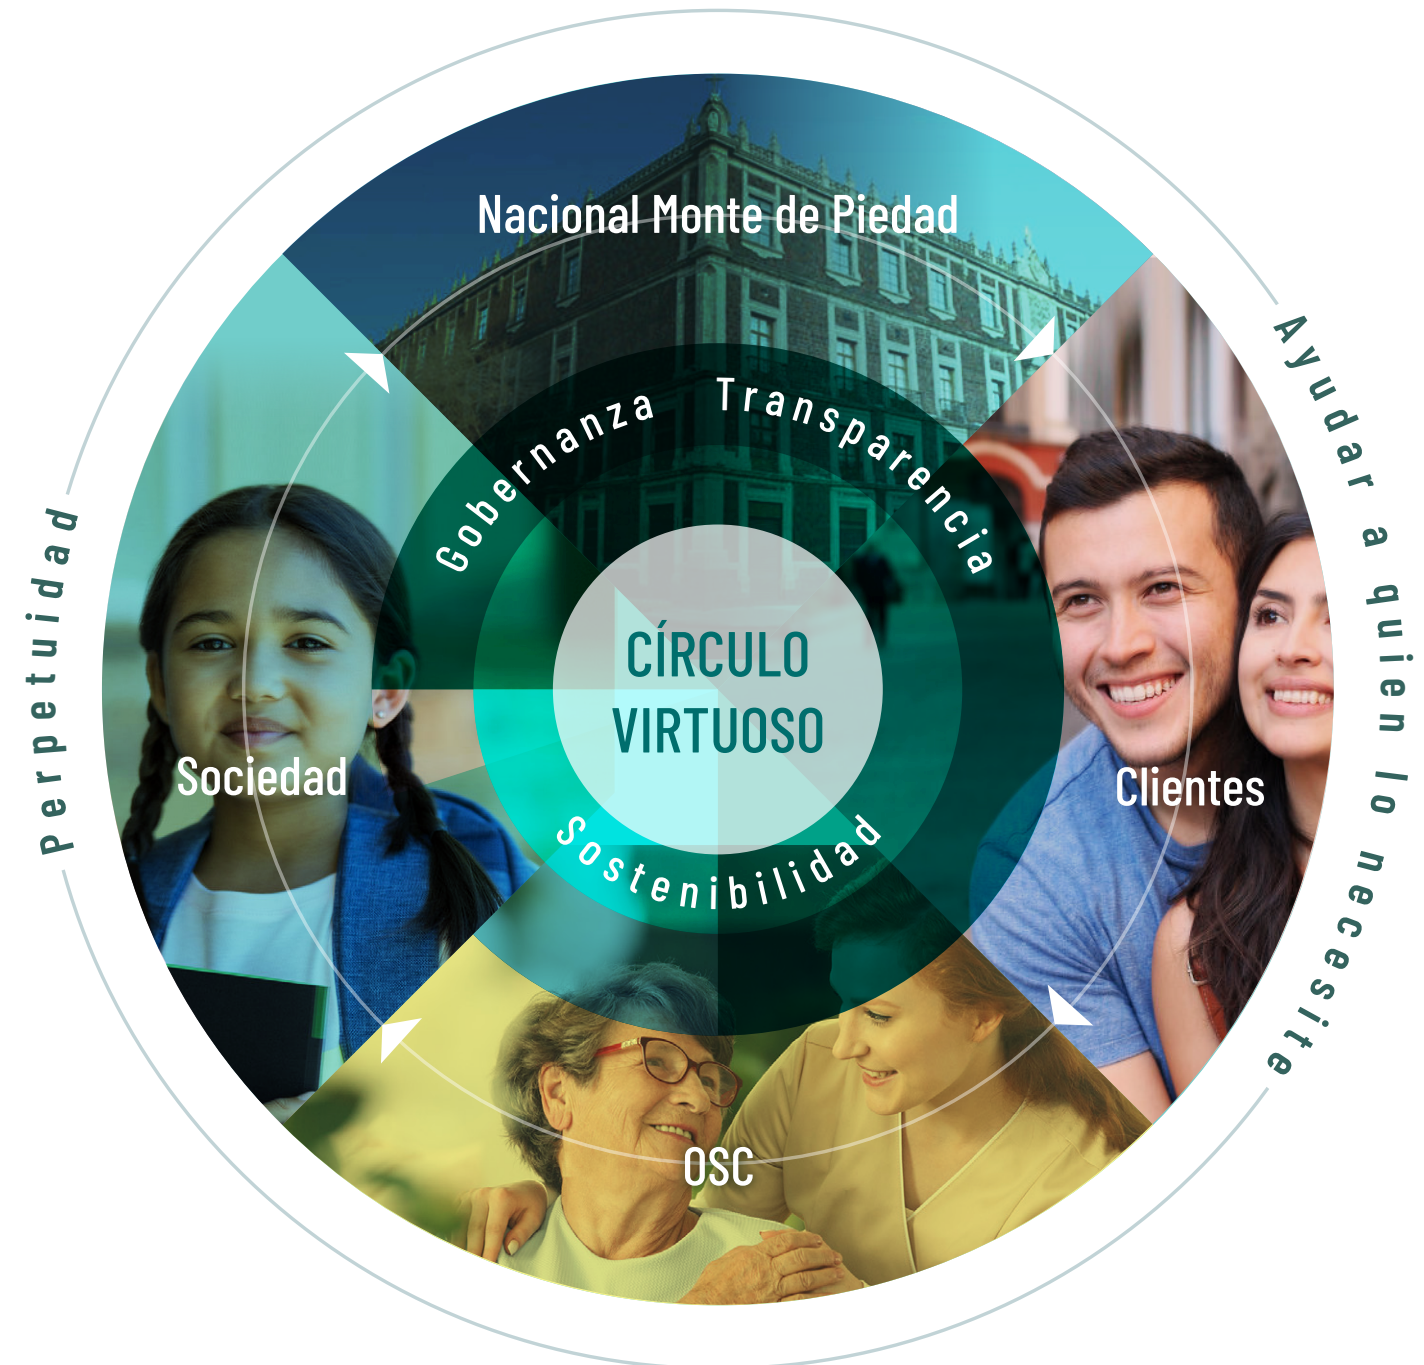 Nacional Monte de Piedad
Gobernanza
Transparencia
CÍRCULO
VIRTUOSO
Sostenibilidad
Sociedad
Clientes
OSC
Perpetuidad
Ayudar a quien lo necesite